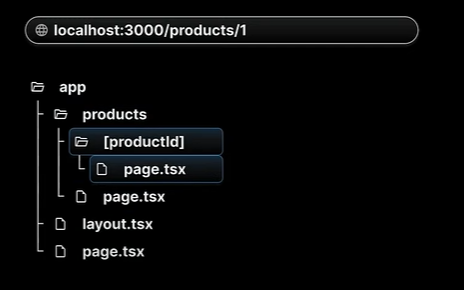 localhost:3000/products/1
app
products
[productId]
page.tsx
page.tsx
layout.tsx
page.tsx